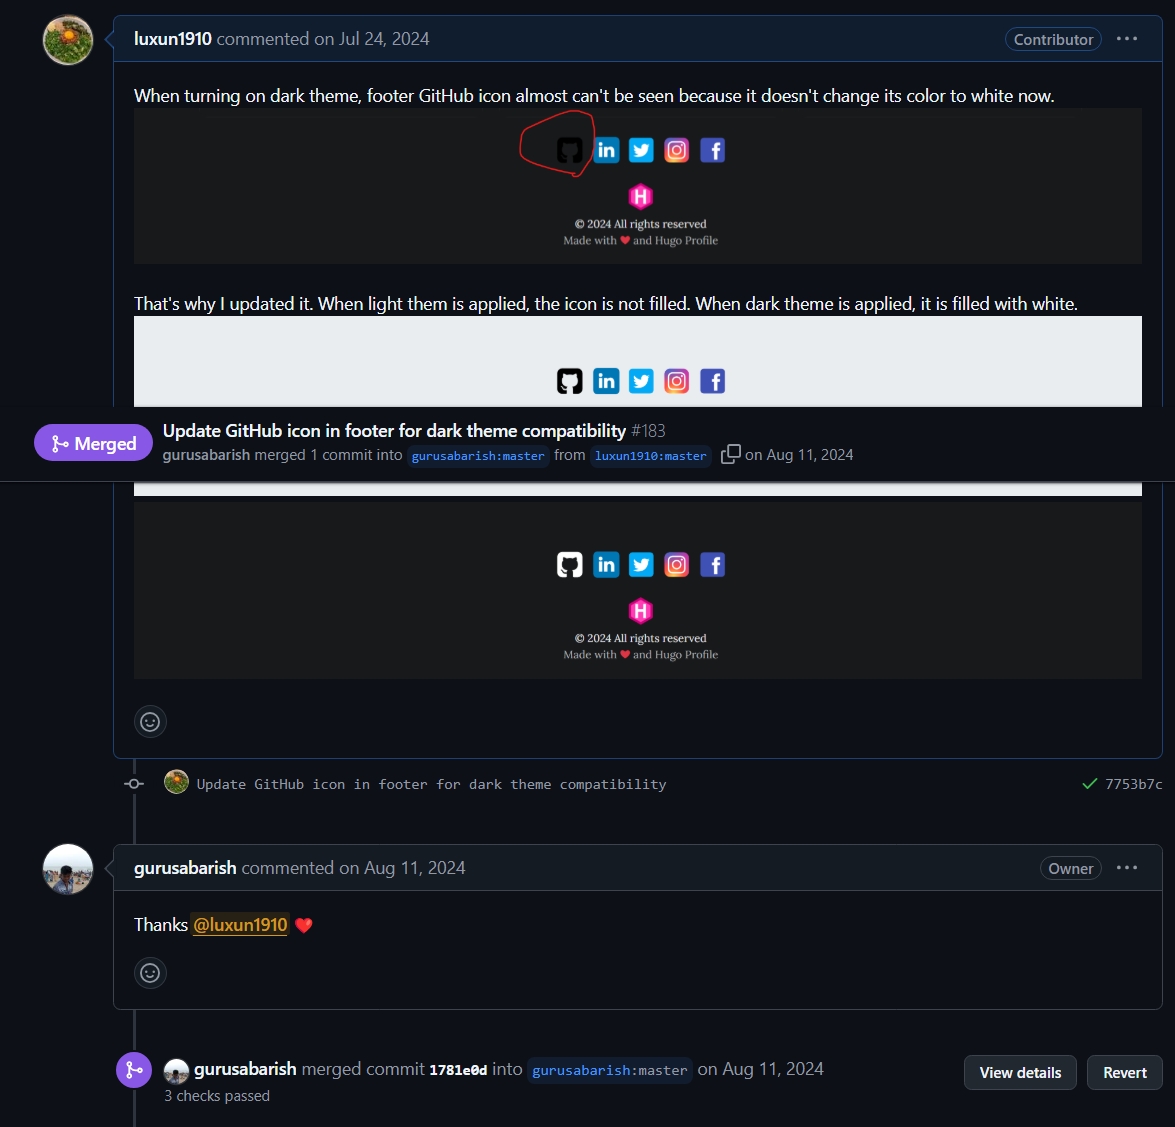 luxun1910 commented on Jul 24, 2024
Contributor
When turning on dark theme, footer GitHub icon almost can't be seen because it doesn't change its color to white now.
in
f
H
© 2024 All rights reserved
Made with ❤ and Hugo Profile
That's why I updated it. When light them is applied, the icon is not filled. When dark theme is applied, it is filled with white.
in
f
Merged
Update GitHub icon in footer for dark theme compatibility #183
gurusabarish merged 1 commit into gurusabarish:master from luxun1910:master on Aug 11, 2024
in
f
H
© 2024 All rights reserved
Made with ❤ and Hugo Profile
Update GitHub icon in footer for dark theme compatibility
7753b7c
gurusabarish commented on Aug 11, 2024
Owner
Thanks @luxun1910 ❤️
gurusabarish merged commit 1781e0d into gurusabarish:master on Aug 11, 2024
View details
Revert
3 checks passed